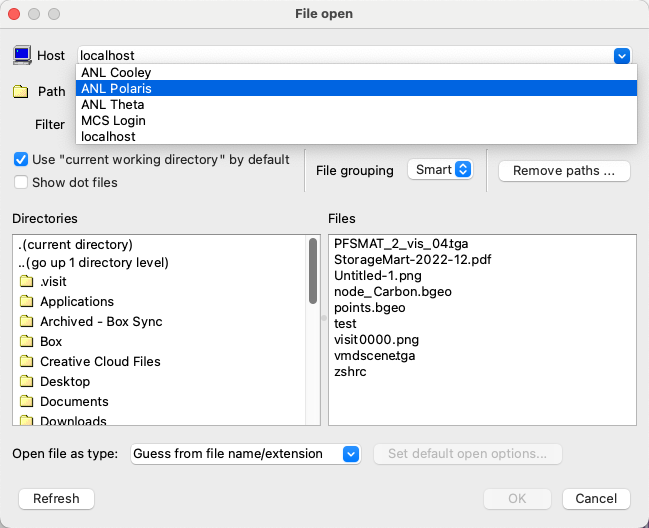 File open
Host localhost
ANL Cooley
Path ANL Polaris
ANL Theta
Filter MCS Login
localhost
Use "current working directory" by default
Show dot files
File grouping Smart Remove paths ...
Directories
.(current directory)
..(go up 1 directory level)
.visit
Applications
Archived - Box Sync
Box
Creative Cloud Files
Desktop
Documents
Downloads
Files
PFSMAT_2_vis_04.tga
StorageMart-2022-12.pdf
Untitled-1.png
node_Carbon.bgeo
points.bgeo
test
visit0000.png
vmdscene.tga
zshrc
Open file as type: Guess from file name/extension Set default open options...
Refresh OK Cancel